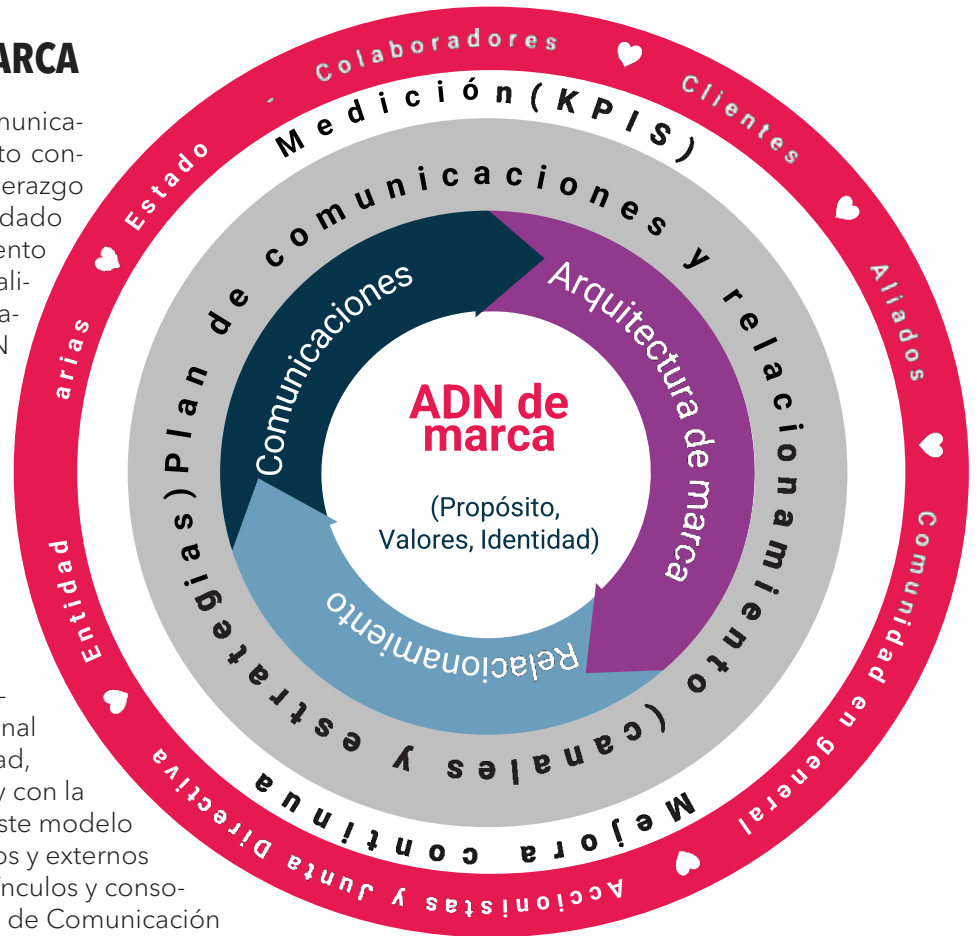 ARCA
munica-
to con-
erazgo
dado
ento
ali-
a-
N
-
nal
ad,
y con la
ste modelo
os y externos
ínculos y conso-
de Comunicación
Colaboradores
Clientes
Aliados
Comunidad en general
Accionistas y Junta Directiva
Entidad
arias
Estado
Medición(KPIS)
Mejora continua
Plan de comunicaciones y relacionamiento (canales y estrategias)
Comunicaciones
Arquitectura de marca
Relacionamiento
ADN de
marca
(Propósito,
Valores, Identidad)